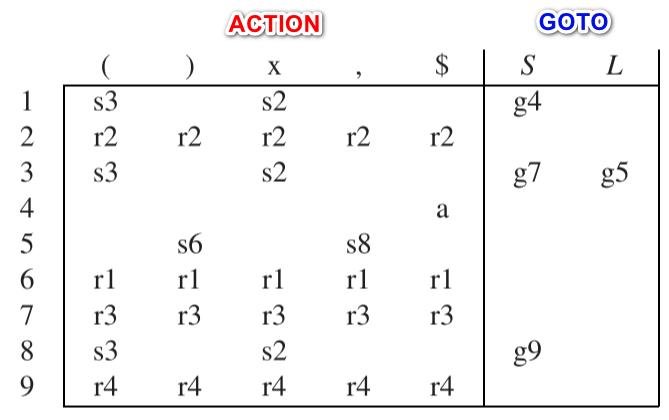 ACTION GOTO
( ) x , $ S L
1 s3 s2 g4
2 r2 r2 r2 r2 r2
3 s3 s2 g7 g5
4 a
5 s6 s8
6 r1 r1 r1 r1 r1
7 r3 r3 r3 r3 r3
8 s3 s2 g9
9 r4 r4 r4 r4 r4